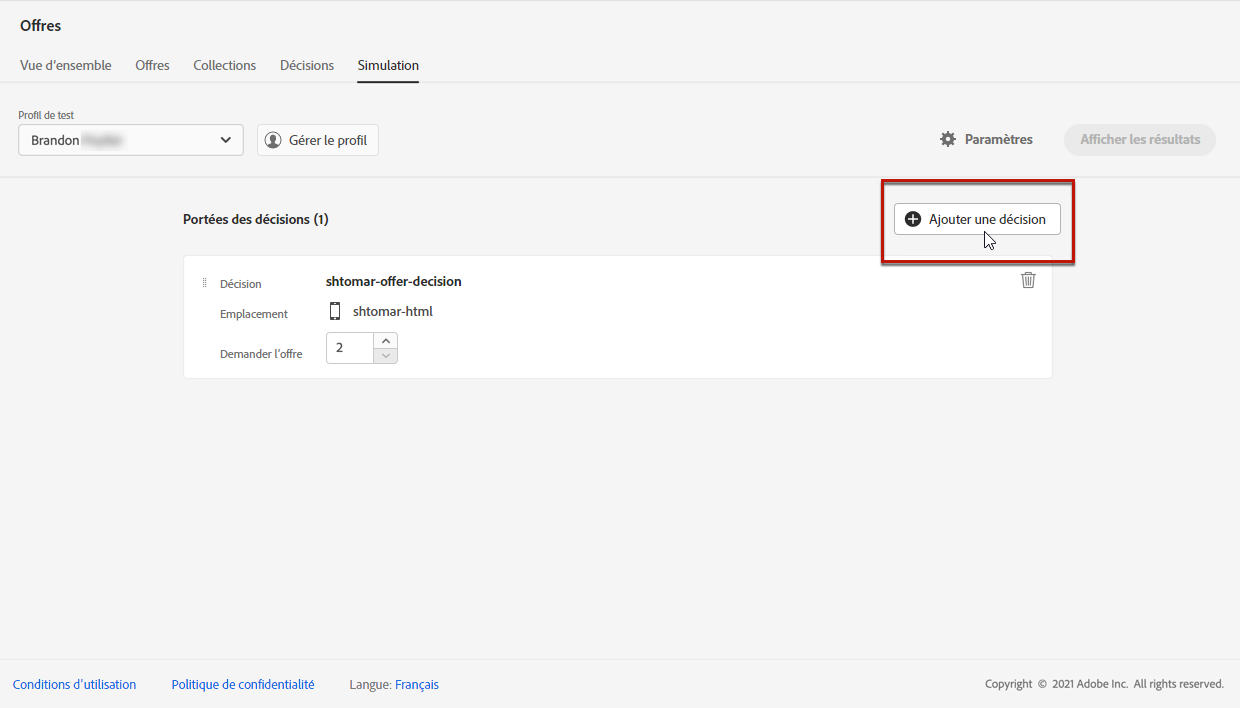 Offres
Vue d'ensemble Offres Collections Décisions Simulation
Profil de test
Brandon
Gérer le profil
Paramètres
Afficher les résultats
Portées des décisions (1)
Ajouter une décision
Décision shtomar-offer-decision
Emplacement shtomar-html
Demander l'offre 2
Conditions d'utilisation Politique de confidentialité Langue: Français Copyright © 2021 Adobe Inc. All rights reserved.